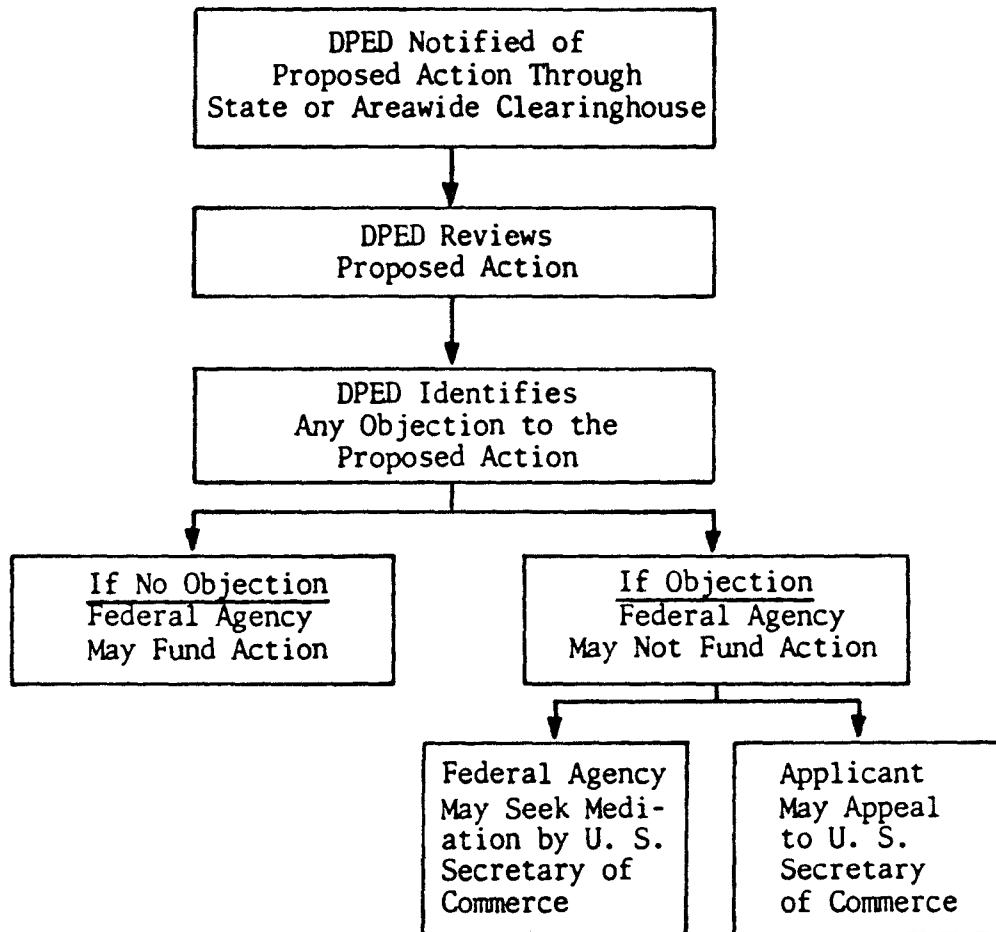 DPED Notified of
Proposed Action Through
State or Areawide Clearinghouse
DPED Reviews
Proposed Action
DPED Identifies
Any Objection to the
Proposed Action
If No Objection
Federal Agency
May Fund Action
If Objection
Federal Agency
May Not Fund Action
Federal Agency
May Seek Medi-
ation by U. S.
Secretary of
Commerce
Applicant
May Appeal
to U. S.
Secretary
of Commerce